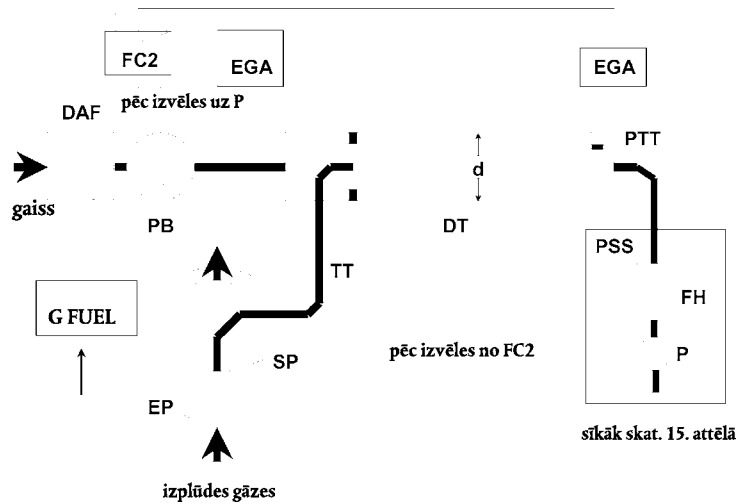 FC2
EGA
EGA
pēc izvēles uz P
DAF
PTT
d
gaiss
PB
DT
PSS
TT
FH
G FUEL
pēc izvēles no FC2
P
SP
EP
sīkāk skat. 15. attēlā
izplūdes gāzes